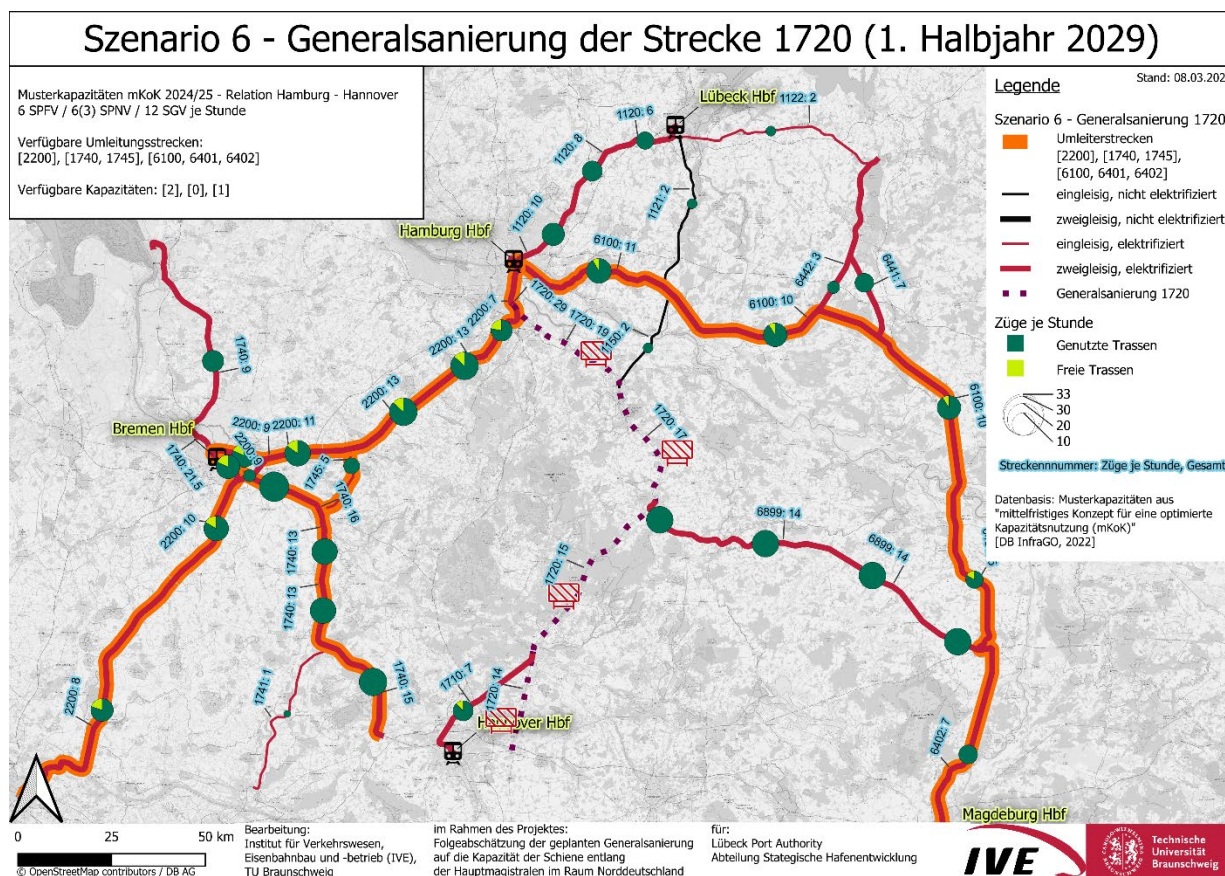 Szenario 6 - Generalsanierung der Strecke 1720 (1. Halbjahr 2029)
Musterkapazitäten mKoK 2024/25 - Relation Hamburg - Hannover
6 SPFV / 6(3) SPNV / 12 SGV je Stunde
Verfügbare Umleitungsstrecken:
[2200], [1740, 1745], [6100, 6401, 6402]
Verfügbare Kapazitäten: [2], [0], [1]
Stand: 08.03.202
Legende
Szenario 6 - Generalsanierung 1720
Umleiterstrecken
[2200], [1740, 1745],
[6100, 6401, 6402]
eingleisig, nicht elektrifiziert
zweigleisig, nicht elektrifiziert
eingleisig, elektrifiziert
zweigleisig, elektrifiziert
Generalsanierung 1720
Züge je Stunde
Genutzte Trassen
Freie Trassen
33
30
20
10
Streckennnummer: Züge je Stunde, Gesamt
Datenbasis: Musterkapazitäten aus
"mittelfristiges Konzept für eine optimierte
Kapazitätsnutzung (mKoK)"
[DB InfraGO, 2022]
Lübeck Hbf
1122: 2
1120: 6
1120: 8
1121: 2
1120: 10
Hamburg Hbf
6100: 11
6442: 3
6441: 7
6100: 10
2200: 7
1720: 29
1720: 19
1150: 2
2200: 13
2200: 13
1740: 9
6100: 10
Bremen Hbf
2200: 9
2200: 11
2200: 9
1745: 5
1740: 21.5
1740: 16
1720: 17
2200: 10
1740: 13
6899: 14
6899: 14
1740: 13
1720: 15
1741: 1
1740: 15
1710: 7
1720: 14
2200: 8
Hannover Hbf
6402: 7
Magdeburg Hbf
0 25 50 km
© OpenStreetMap contributors / DB AG
Bearbeitung:
Institut für Verkehrswesen,
Eisenbahnbau und -betrieb (IVE),
TU Braunschweig
im Rahmen des Projektes:
Folgeabschätzung der geplanten Generalsanierung
auf die Kapazität der Schiene entlang
der Hauptmagistralen im Raum Norddeutschland
für:
Lübeck Port Authority
Abteilung Stategische Hafenentwicklung
IVE
Technische
Universität
Braunschweig